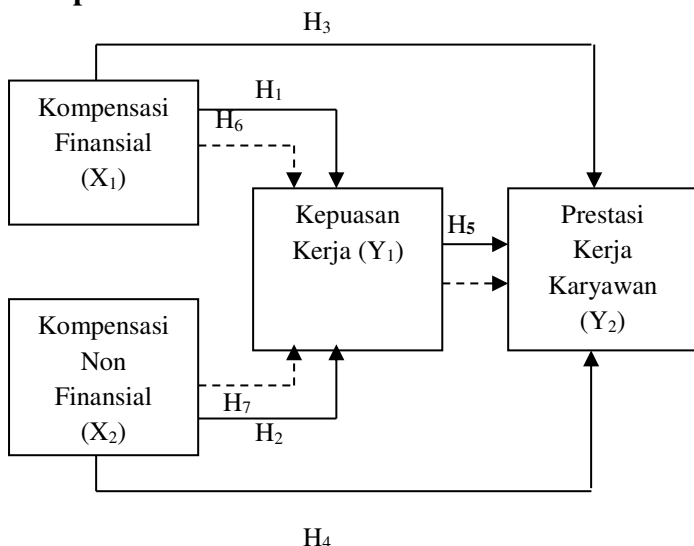 H₃
Kompensasi
Finansial
(X₁)
H₁
H₆
Kepuasan
Kerja (Y₁)
H5
Prestasi
Kerja
Karyawan
(Y₂)
Kompensasi
Non
Finansial
(X₂)
H₇
H₂
H₄